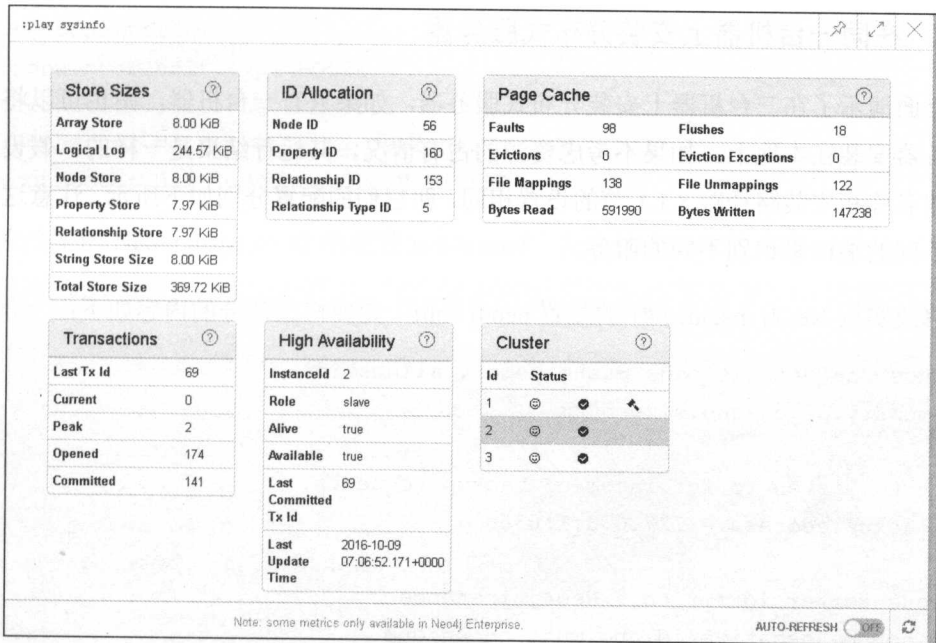 :play sysinfo
Store Sizes
Array Store 8.00 KiB
Logical Log 244.57 KiB
Node Store 8.00 KiB
Property Store 7.97 KiB
Relationship Store 7.97 KiB
String Store Size 8.00 KiB
Total Store Size 369.72 KiB
ID Allocation
Node ID 56
Property ID 160
Relationship ID 153
Relationship Type ID 5
Page Cache
Faults 98 Flushes 18
Evictions 0 Eviction Exceptions 0
File Mappings 138 File Unmappings 122
Bytes Read 591990 Bytes Written 147238
Transactions
Last Tx Id 69
Current 0
Peak 2
Opened 174
Committed 141
High Availability
InstanceId 2
Role slave
Alive true
Available true
Last 69
Committed
Tx Id
Last 2016-10-09
Update 07:06:52.171+0000
Time
Cluster
Id Status
1
2
3
Note: some metrics only available in Neo4j Enterprise.
AUTO-REFRESH OFF